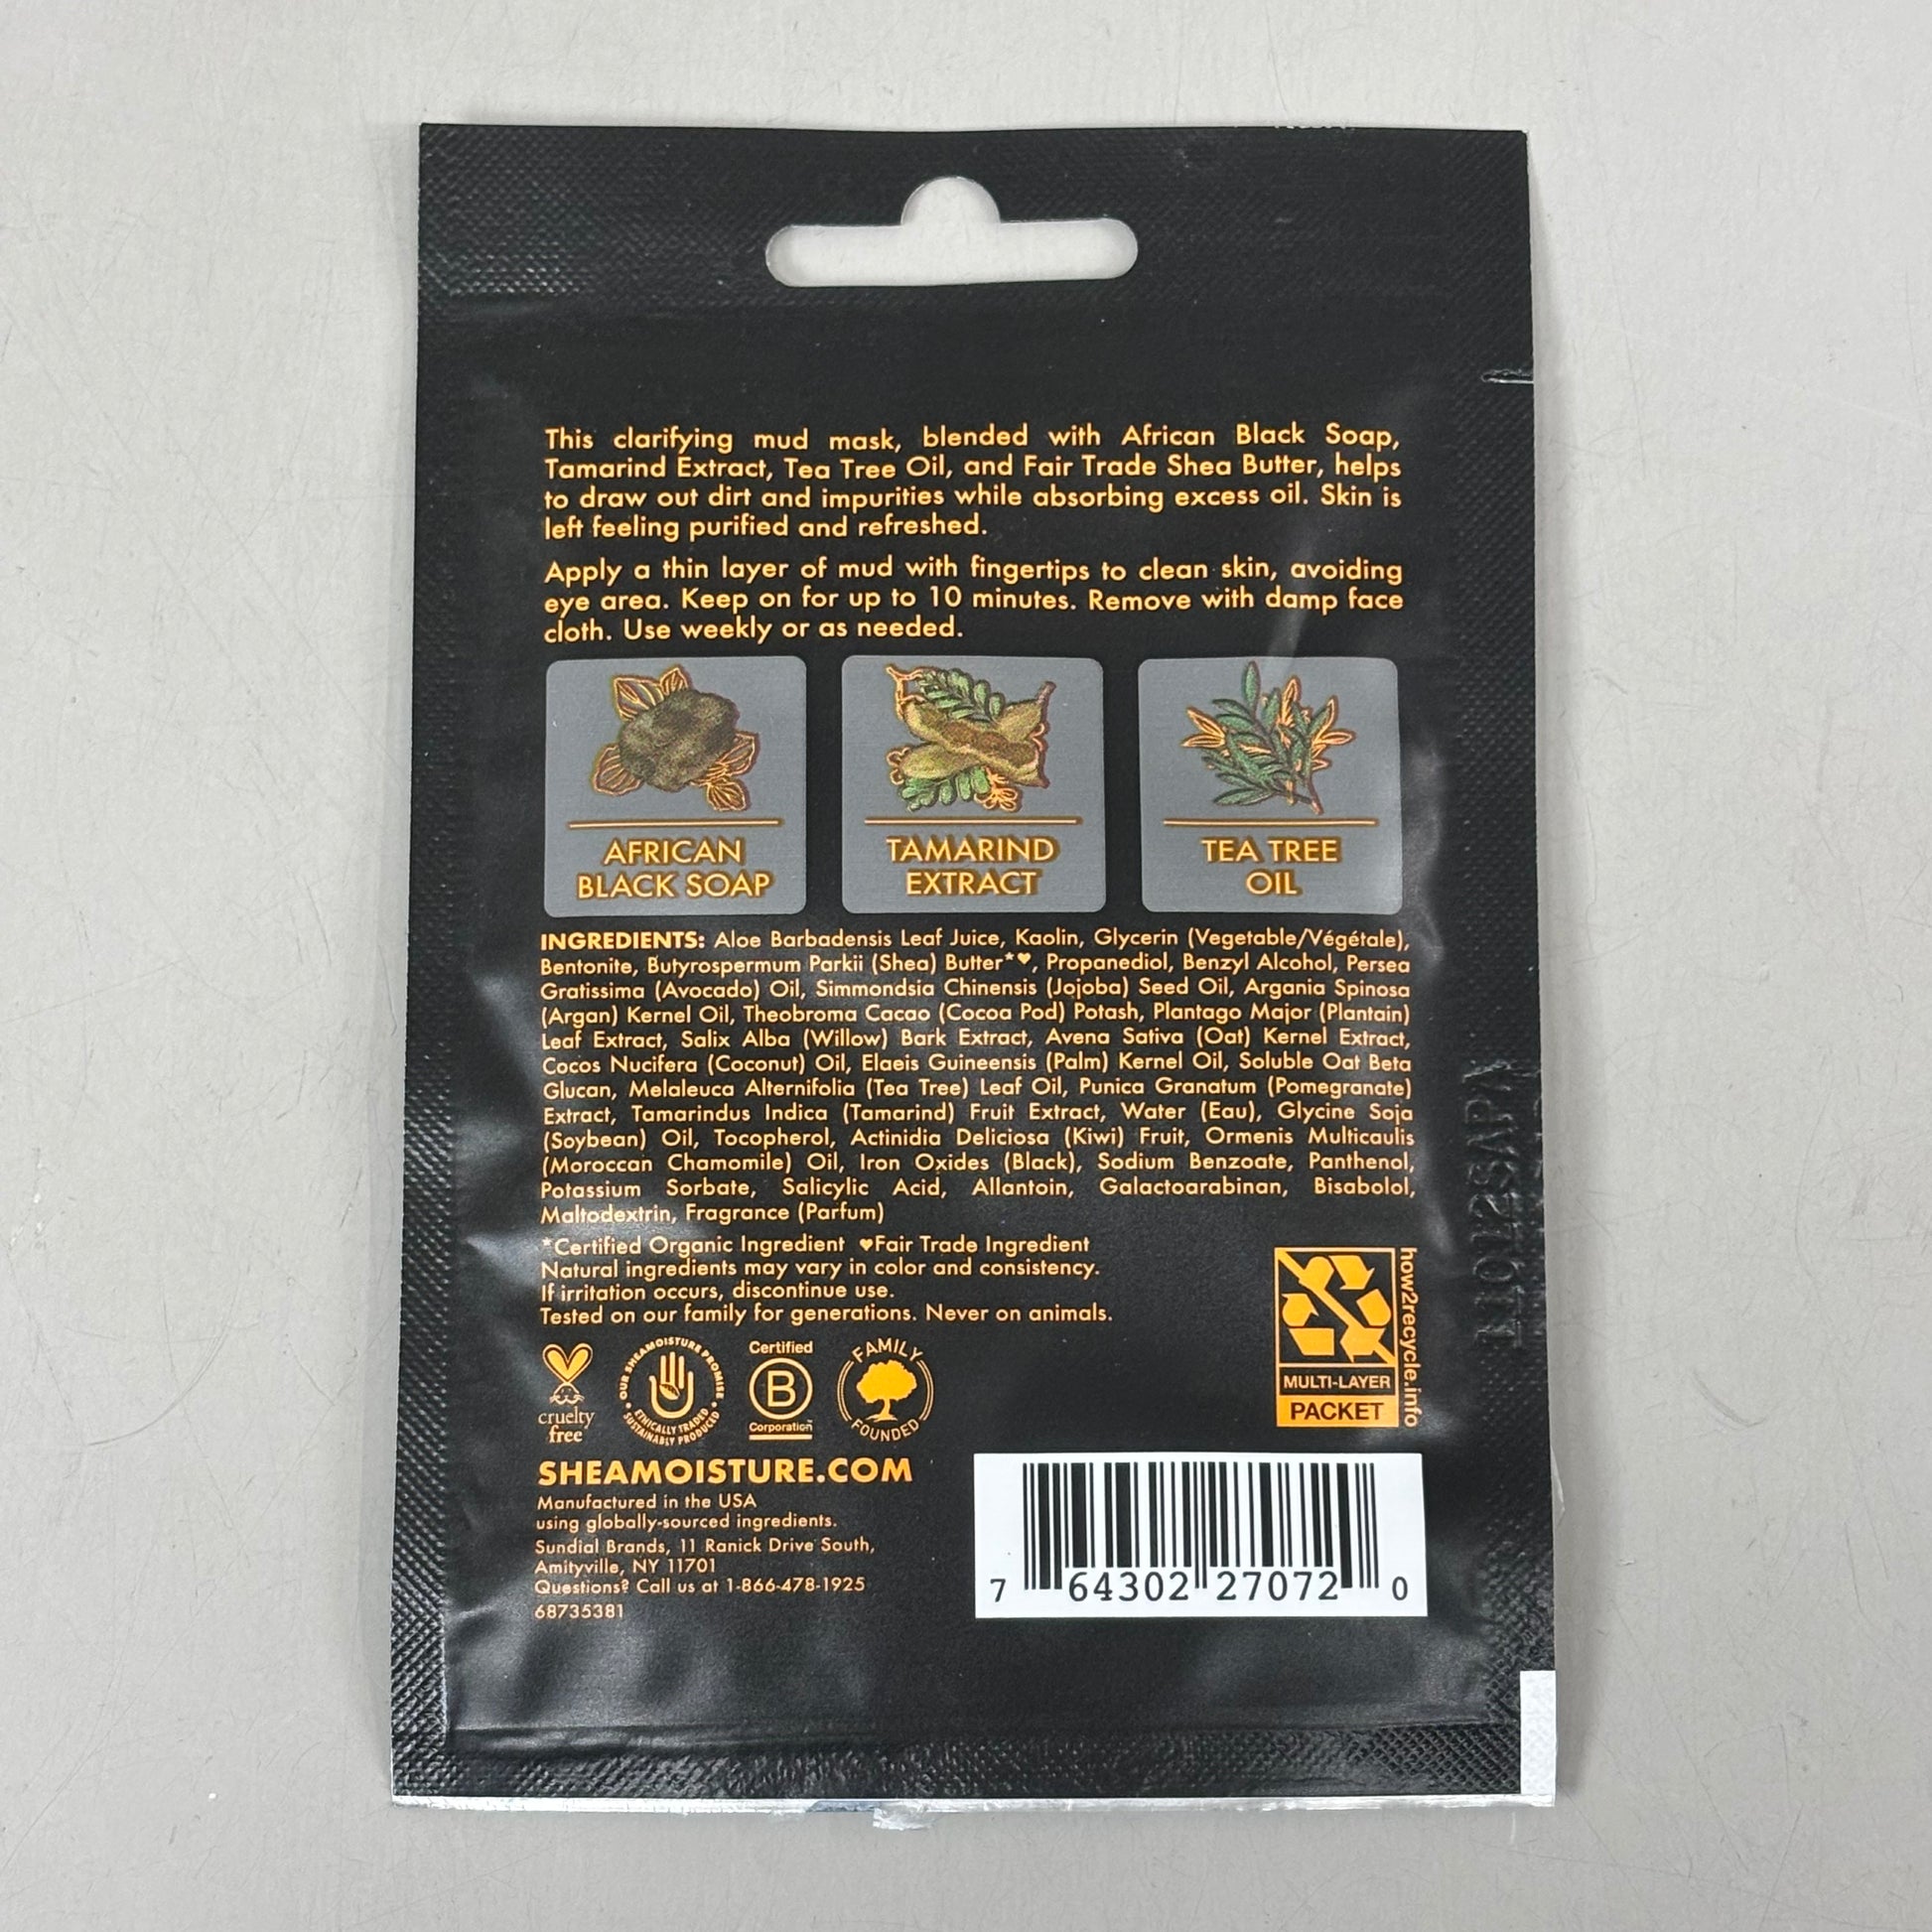 This clarifying mud mask, blended with African Black Soap,
Tamarind Extract, Tea Tree Oil, and Fair Trade Shea Butter, helps
to draw out dirt and impurities while absorbing excess oil. Skin is
left feeling purified and refreshed.
Apply a thin layer of mud with fingertips to clean skin, avoiding
eye area. Keep on for up to 10 minutes. Remove with damp face
cloth. Use weekly or as needed.
AFRICAN
BLACK SOAP
TAMARIND
EXTRACT
TEA TREE
OIL
INGREDIENTS: Aloe Barbadensis Leaf Juice, Kaolin, Glycerin (Vegetable/Végétale),
Bentonite, Butyrospermum Parkii (Shea) Butter*♥, Propanediol, Benzyl Alcohol, Persea
Gratissima (Avocado) Oil, Simmondsia Chinensis (Jojoba) Seed Oil, Argania Spinosa
(Argan) Kernel Oil, Theobroma Cacao (Cocoa Pod) Potash, Plantago Major (Plantain)
Leaf Extract, Salix Alba (Willow) Bark Extract, Avena Sativa (Oat) Kernel Extract,
Cocos Nucifera (Coconut) Oil, Elaeis Guineensis (Palm) Kernel Oil, Soluble Oat Beta
Glucan, Melaleuca Alternifolia (Tea Tree) Leaf Oil, Punica Granatum (Pomegranate)
Extract, Tamarindus Indica (Tamarind) Fruit Extract, Water (Eau), Glycine Soja
(Soybean) Oil, Tocopherol, Actinidia Deliciosa (Kiwi) Fruit, Ormenis Multicaulis
(Moroccan Chamomile) Oil, Iron Oxides (Black), Sodium Benzoate, Panthenol,
Potassium Sorbate, Salicylic Acid, Allantoin, Galactoarabinan, Bisabolol,
Maltodextrin, Fragrance (Parfum)
*Certified Organic Ingredient ♥Fair Trade Ingredient
Natural ingredients may vary in color and consistency.
If irritation occurs, discontinue use.
Tested on our family for generations. Never on animals.
cruelty
free
OUR SHEAMOISTURE PROMISE
ETHICALLY TRADED
SUSTAINABLY PRODUCED
Certified
B
Corporation
FAMILY
FOUNDED
how2recycle.info
MULTI-LAYER
PACKET
SHEAMOISTURE.COM
Manufactured in the USA
using globally-sourced ingredients.
Sundial Brands, 11 Ranick Drive South,
Amityville, NY 11701
Questions? Call us at 1-866-478-1925
68735381
7 64302 27072 0